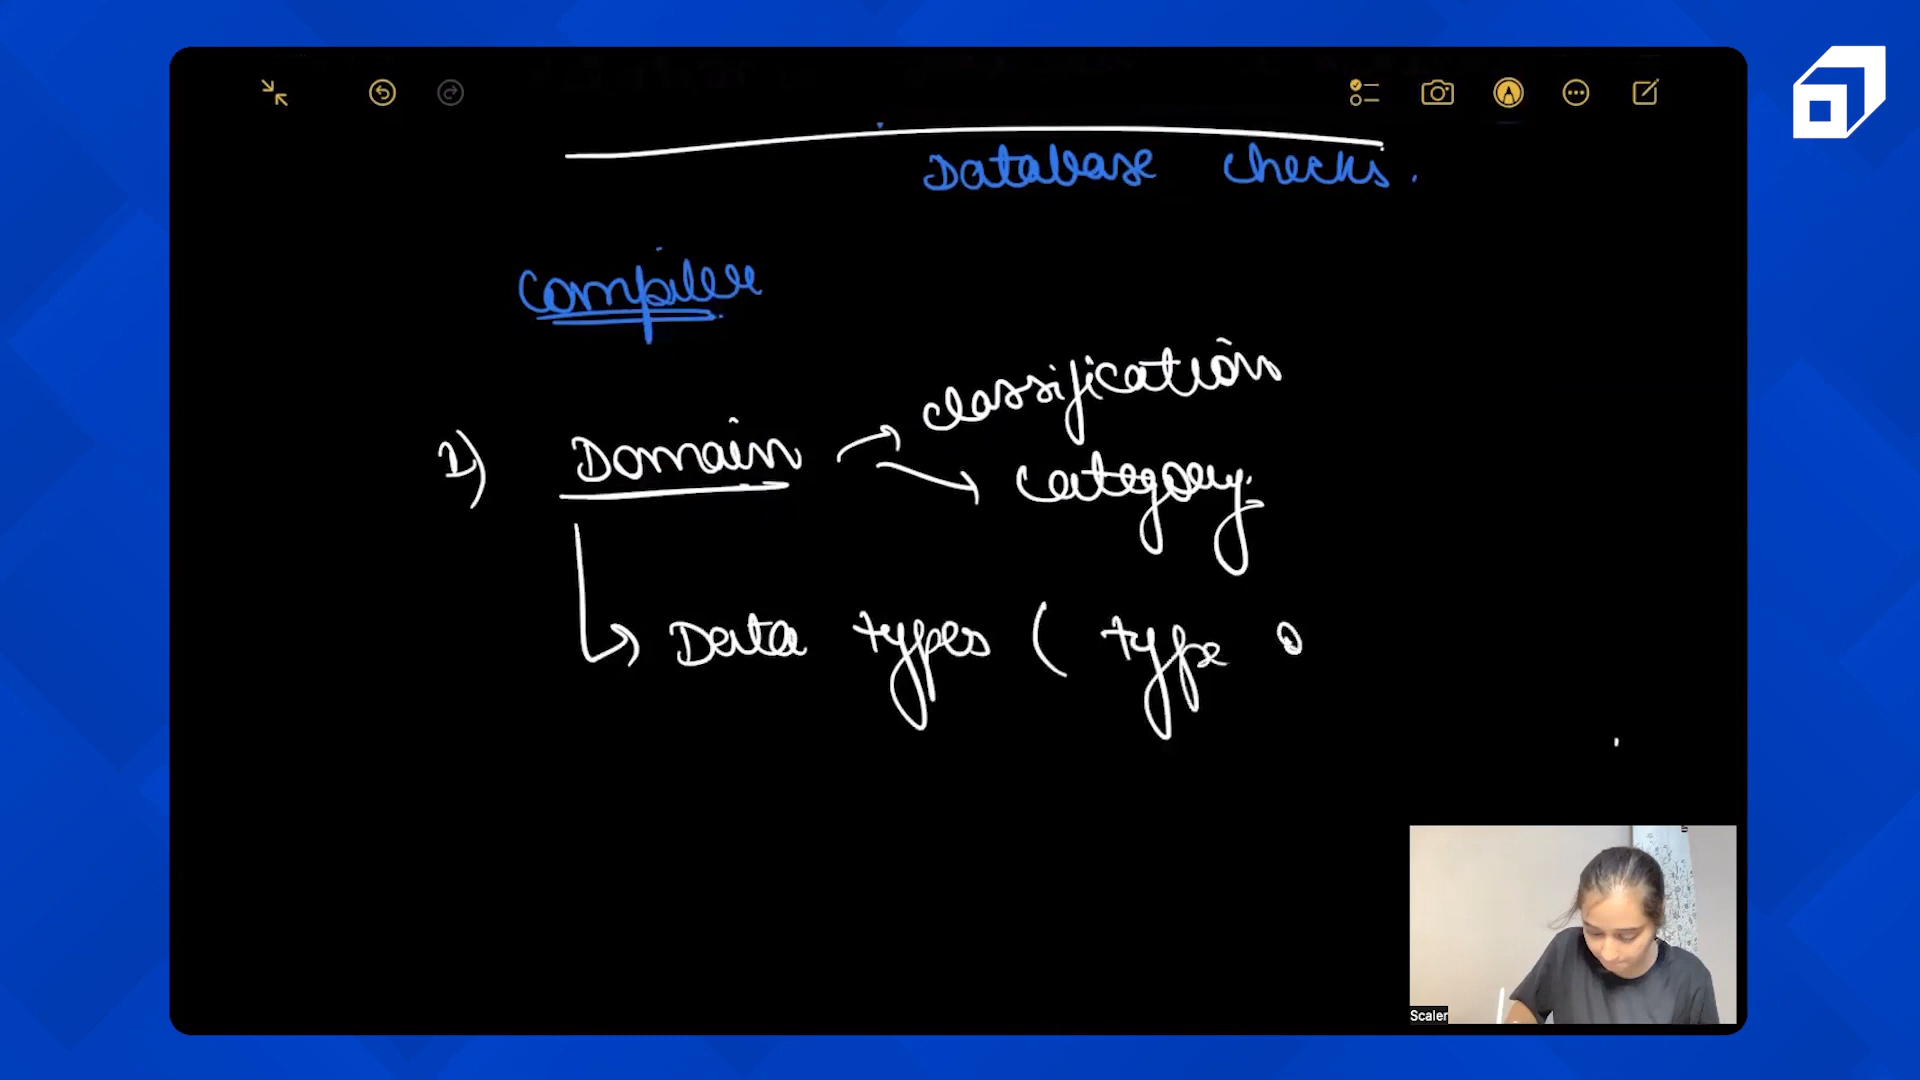 Database checks.
Compiler
1) Domain → classification
→ category.
↳ Data types ( type o
Scaler